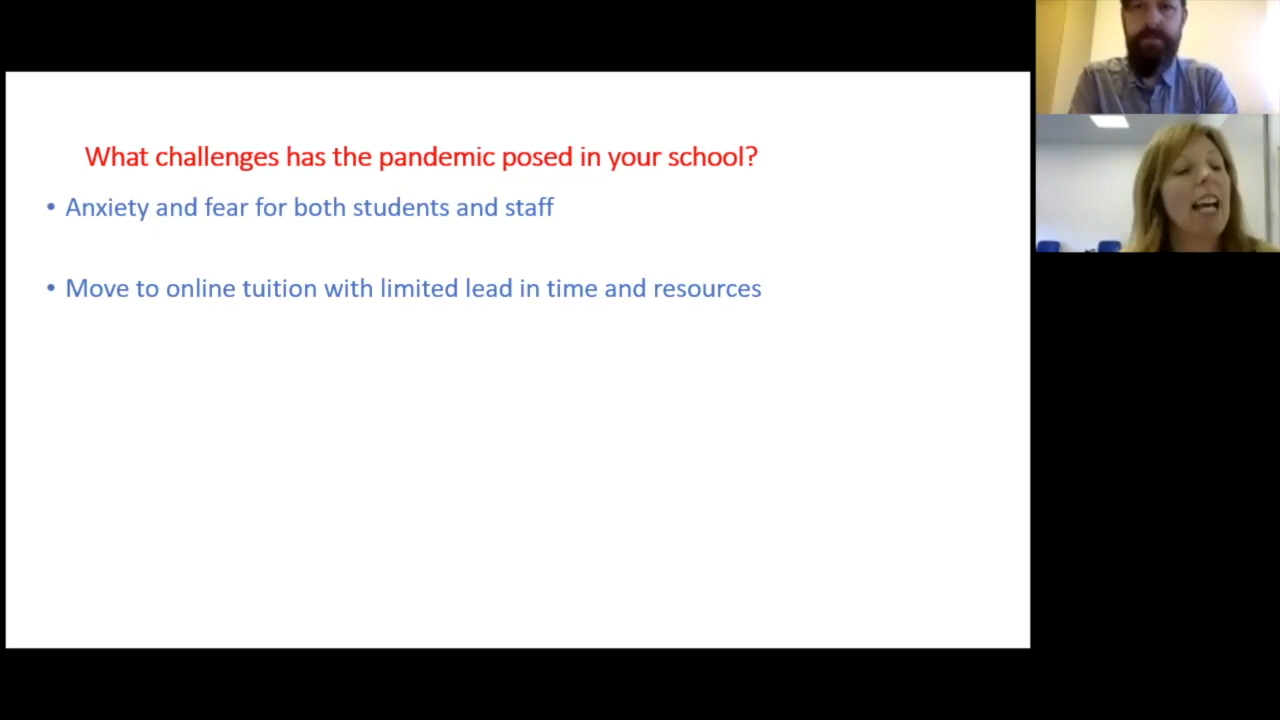 What challenges has the pandemic posed in your school?
• Anxiety and fear for both students and staff
• Move to online tuition with limited lead in time and resources